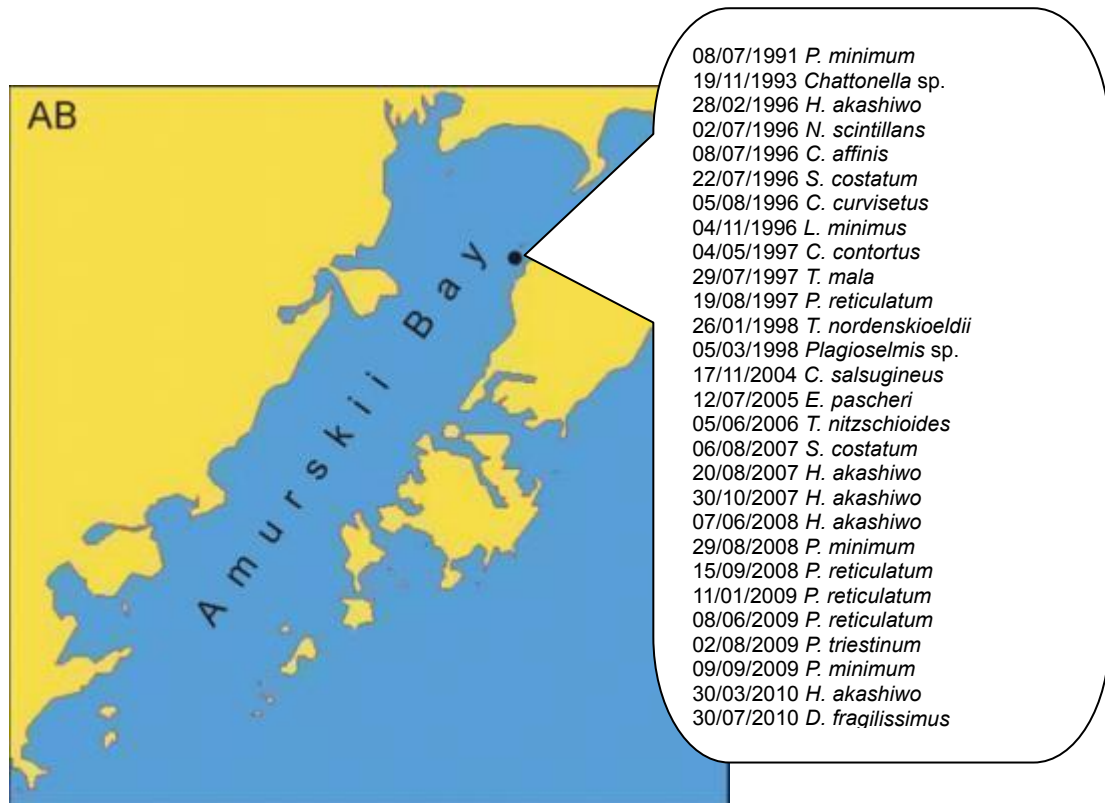 AB
Amurskii Bay
08/07/1991 P. minimum
19/11/1993 Chattonella sp.
28/02/1996 H. akashiwo
02/07/1996 N. scintillans
08/07/1996 C. affinis
22/07/1996 S. costatum
05/08/1996 C. curvisetus
04/11/1996 L. minimus
04/05/1997 C. contortus
29/07/1997 T. mala
19/08/1997 P. reticulatum
26/01/1998 T. nordenskioeldii
05/03/1998 Plagioselmis sp.
17/11/2004 C. salsugineus
12/07/2005 E. pascheri
05/06/2006 T. nitzschioides
06/08/2007 S. costatum
20/08/2007 H. akashiwo
30/10/2007 H. akashiwo
07/06/2008 H. akashiwo
29/08/2008 P. minimum
15/09/2008 P. reticulatum
11/01/2009 P. reticulatum
08/06/2009 P. reticulatum
02/08/2009 P. triestinum
09/09/2009 P. minimum
30/03/2010 H. akashiwo
30/07/2010 D. fragilissimus